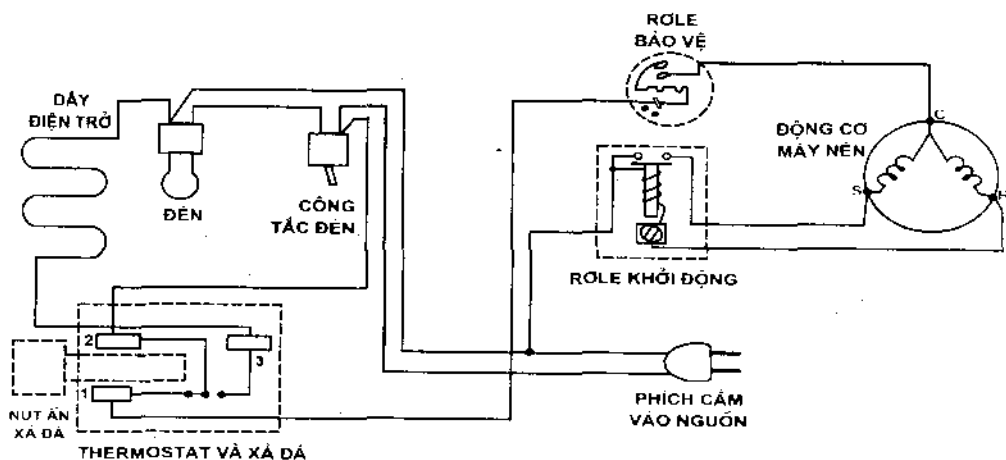 RƠLE
BẢO VỆ
DÂY
ĐIỆN TRỞ
C
ĐỘNG CƠ
MÁY NÉN
S
R
ĐÈN
CÔNG
TẮC ĐÈN
RƠLE KHỞI ĐỘNG
2
3
1
NUT ẤN
XẢ ĐÁ
PHÍCH CẮM
VÀO NGUỒN
THERMOSTAT VÀ XẢ ĐÁ